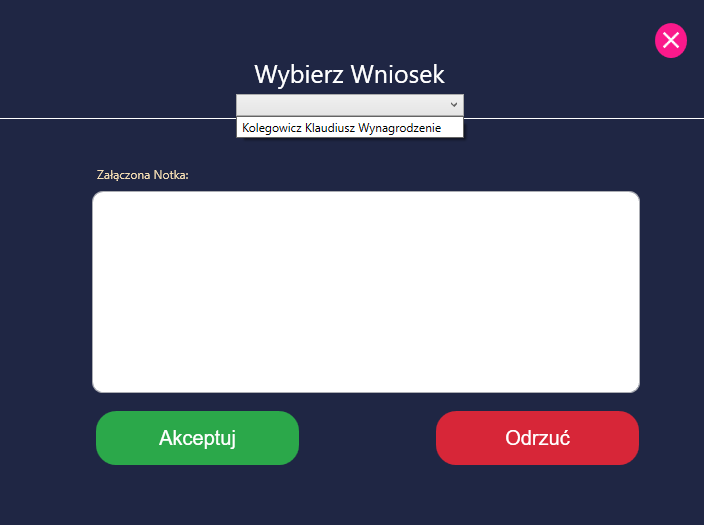 Wybierz Wniosek
Kolegowicz Klaudiusz Wynagrodzenie
Załączona Notka:
Akceptuj
Odrzuć